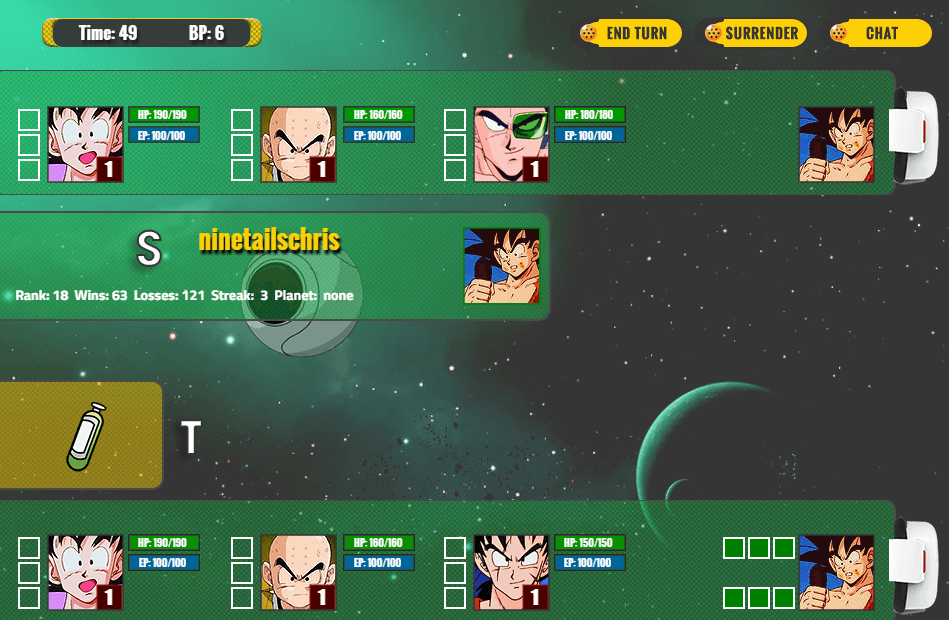 Time: 49 BP: 6 END TURN SURRENDER CHAT
HP: 190/190 HP: 160/160 HP: 180/180
EP: 100/100 EP: 100/100 EP: 100/100
1 1 1
S ninetailschris
Rank: 18 Wins: 63 Losses: 121 Streak: 3 Planet: none
T
HP: 190/190 HP: 160/160 HP: 150/150
EP: 100/100 EP: 100/100 EP: 100/100
1 1 1